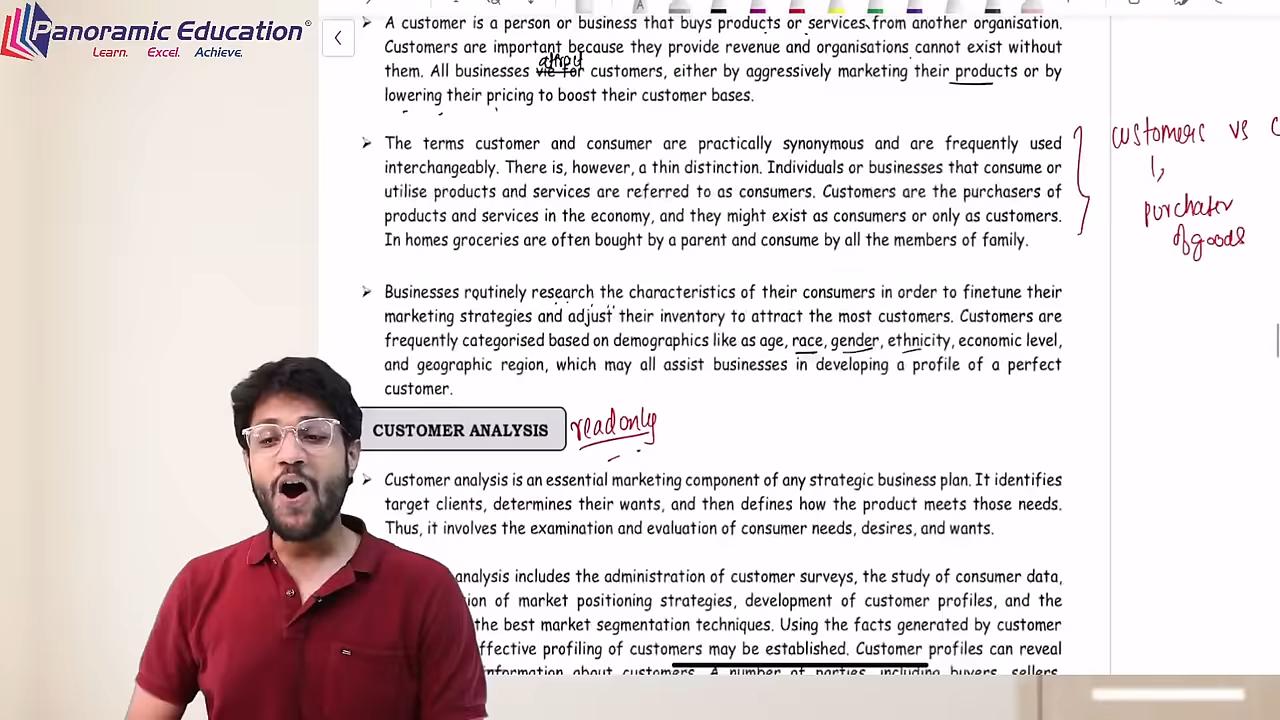 Panoramic Education®
Learn. Excel. Achieve.
A customer is a person or business that buys products or services from another organisation.
Customers are important because they provide revenue and organisations cannot exist without
them. All businesses vie for customers, either by aggressively marketing their products or by
lowering their pricing to boost their customer bases.
The terms customer and consumer are practically synonymous and are frequently used
interchangeably. There is, however, a thin distinction. Individuals or businesses that consume or
utilise products and services are referred to as consumers. Customers are the purchasers of
products and services in the economy, and they might exist as consumers or only as customers.
In homes groceries are often bought by a parent and consume by all the members of family.
customers vs
purchaser
of goods
Businesses routinely research the characteristics of their consumers in order to finetune their
marketing strategies and adjust their inventory to attract the most customers. Customers are
frequently categorised based on demographics like as age, race, gender, ethnicity, economic level,
and geographic region, which may all assist businesses in developing a profile of a perfect
customer.
CUSTOMER ANALYSIS
read only
Customer analysis is an essential marketing component of any strategic business plan. It identifies
target clients, determines their wants, and then defines how the product meets those needs.
Thus, it involves the examination and evaluation of consumer needs, desires, and wants.
analysis includes the administration of customer surveys, the study of consumer data,
ion of market positioning strategies, development of customer profiles, and the
the best market segmentation techniques. Using the facts generated by customer
ffective profiling of customers may be established. Customer profiles can reveal
nformation about customers. A number of parties, including buyers, sellers,